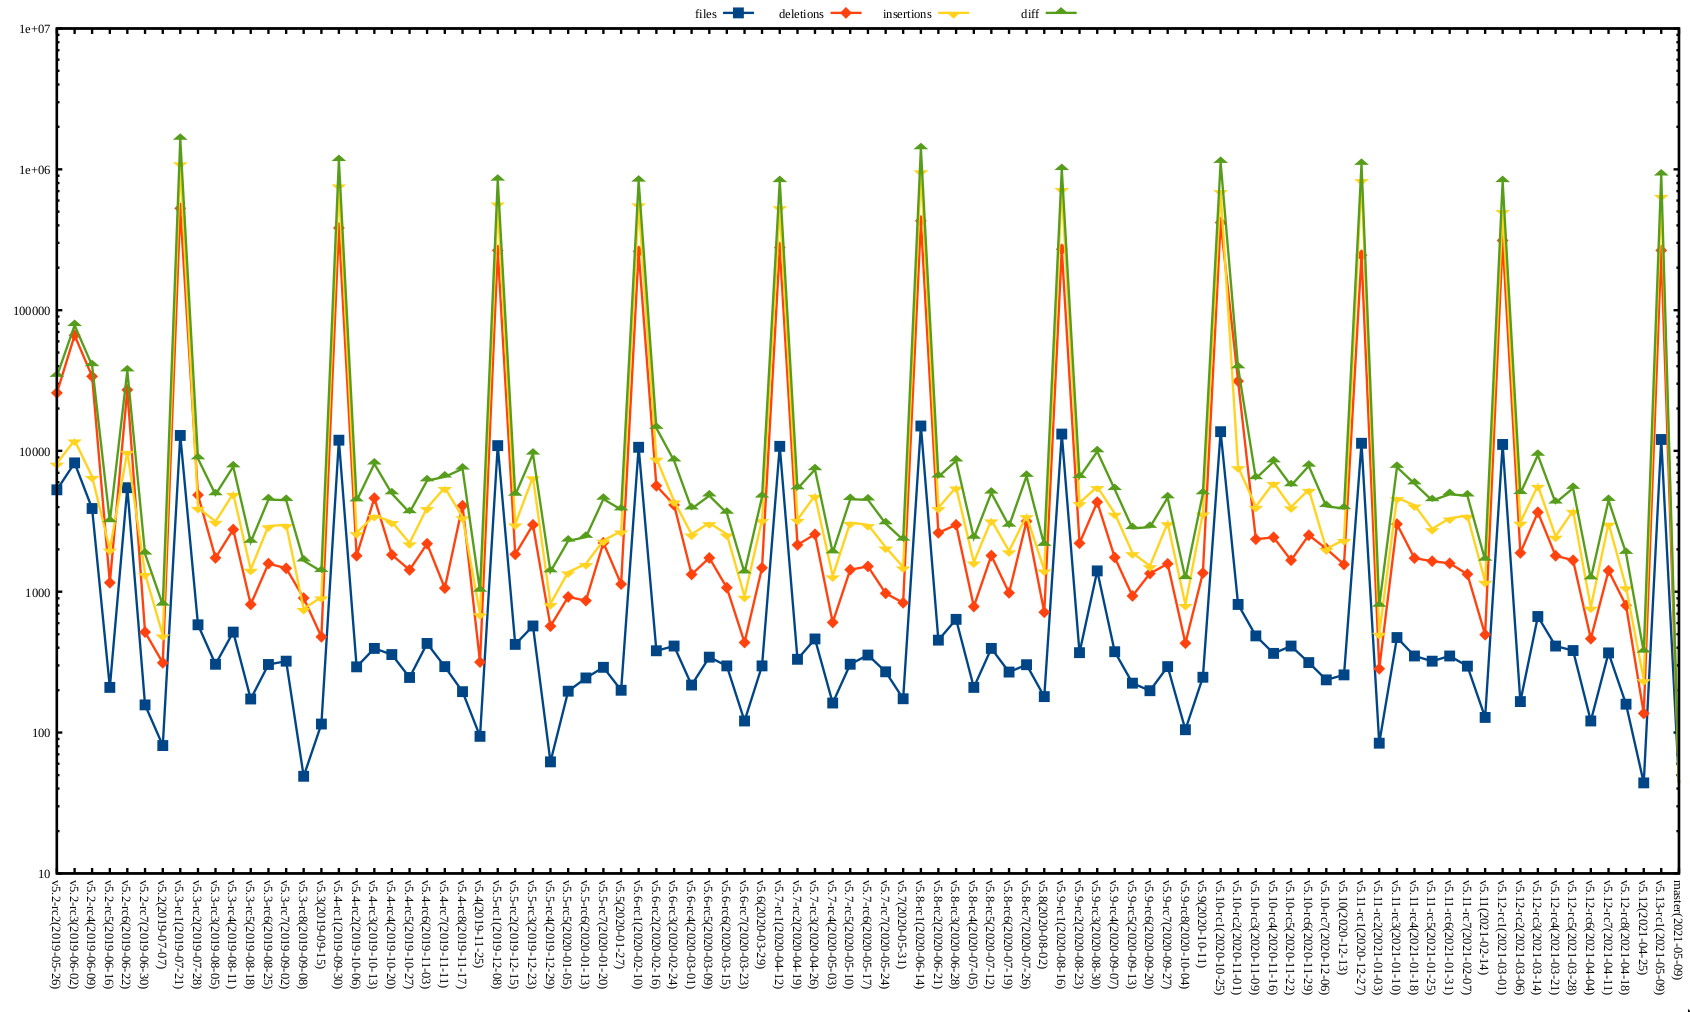 files
deletions
insertions
diff
1e+07
1e+06
100000
10000
1000
100
10
v5.2-rc2(2019-05-26)
v5.2-rc3(2019-06-02)
v5.2-rc4(2019-06-09)
v5.2-rc5(2019-06-16)
v5.2-rc6(2019-06-22)
v5.2-rc7(2019-06-30)
v5.2(2019-07-07)
v5.3-rc1(2019-07-21)
v5.3-rc2(2019-07-28)
v5.3-rc3(2019-08-05)
v5.3-rc4(2019-08-11)
v5.3-rc5(2019-08-18)
v5.3-rc6(2019-08-25)
v5.3-rc7(2019-09-02)
v5.3-rc8(2019-09-08)
v5.3(2019-09-15)
v5.4-rc1(2019-09-30)
v5.4-rc2(2019-10-06)
v5.4-rc3(2019-10-13)
v5.4-rc4(2019-10-20)
v5.4-rc5(2019-10-27)
v5.4-rc6(2019-11-03)
v5.4-rc7(2019-11-11)
v5.4-rc8(2019-11-17)
v5.4(2019-11-25)
v5.5-rc1(2019-12-08)
v5.5-rc2(2019-12-15)
v5.5-rc3(2019-12-23)
v5.5-rc4(2019-12-29)
v5.5-rc5(2020-01-05)
v5.5-rc6(2020-01-13)
v5.5-rc7(2020-01-20)
v5.5(2020-01-27)
v5.6-rc1(2020-02-10)
v5.6-rc2(2020-02-16)
v5.6-rc3(2020-02-24)
v5.6-rc4(2020-03-01)
v5.6-rc5(2020-03-09)
v5.6-rc6(2020-03-15)
v5.6-rc7(2020-03-23)
v5.6(2020-03-29)
v5.7-rc1(2020-04-12)
v5.7-rc2(2020-04-19)
v5.7-rc3(2020-04-26)
v5.7-rc4(2020-05-03)
v5.7-rc5(2020-05-10)
v5.7-rc6(2020-05-17)
v5.7-rc7(2020-05-24)
v5.7(2020-05-31)
v5.8-rc1(2020-06-14)
v5.8-rc2(2020-06-21)
v5.8-rc3(2020-06-28)
v5.8-rc4(2020-07-05)
v5.8-rc5(2020-07-12)
v5.8-rc6(2020-07-19)
v5.8-rc7(2020-07-26)
v5.8(2020-08-02)
v5.9-rc1(2020-08-16)
v5.9-rc2(2020-08-23)
v5.9-rc3(2020-08-30)
v5.9-rc4(2020-09-07)
v5.9-rc5(2020-09-13)
v5.9-rc6(2020-09-20)
v5.9-rc7(2020-09-27)
v5.9-rc8(2020-10-04)
v5.9(2020-10-11)
v5.10-rc1(2020-10-25)
v5.10-rc2(2020-11-01)
v5.10-rc3(2020-11-09)
v5.10-rc4(2020-11-16)
v5.10-rc5(2020-11-22)
v5.10-rc6(2020-11-29)
v5.10-rc7(2020-12-06)
v5.10(2020-12-13)
v5.11-rc1(2020-12-27)
v5.11-rc2(2021-01-03)
v5.11-rc3(2021-01-10)
v5.11-rc4(2021-01-18)
v5.11-rc5(2021-01-25)
v5.11-rc6(2021-01-31)
v5.11-rc7(2021-02-07)
v5.11(2021-02-14)
v5.12-rc1(2021-03-01)
v5.12-rc2(2021-03-06)
v5.12-rc3(2021-03-14)
v5.12-rc4(2021-03-21)
v5.12-rc5(2021-03-28)
v5.12-rc6(2021-04-04)
v5.12-rc7(2021-04-11)
v5.12-rc8(2021-04-18)
v5.12(2021-04-25)
v5.13-rc1(2021-05-09)
master(2021-05-09)